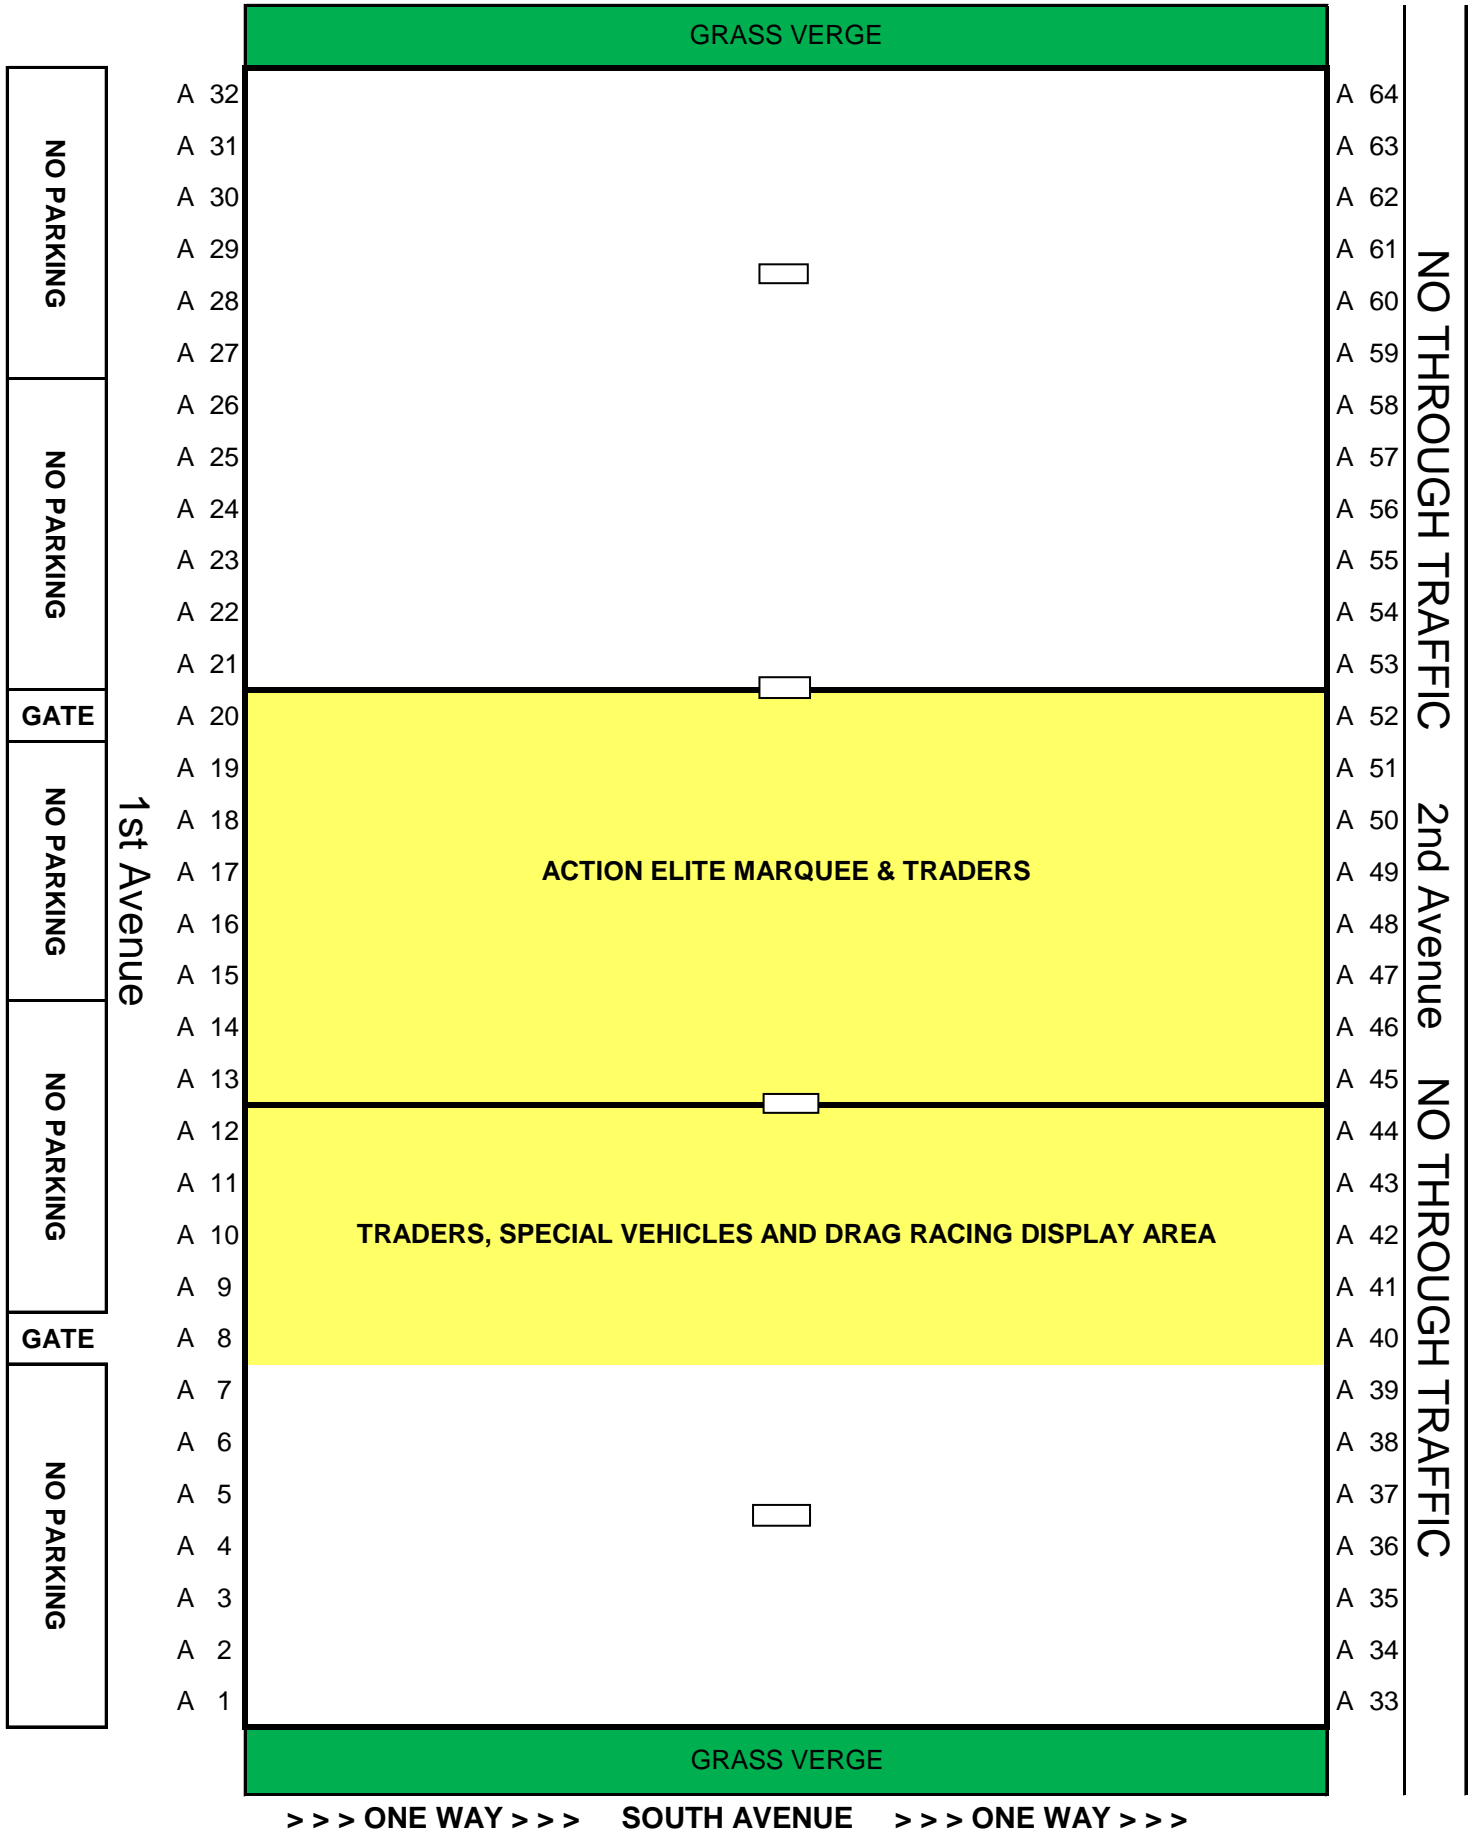 GRASS VERGE
A 32
A 64
A 31
A 63
A 30
A 62
A 29
A 61
A 28
A 60
A 27
A 59
A 26
A 58
A 25
A 57
A 24
A 56
A 23
A 55
A 22
A 54
A 21
A 53
GATE
A 20
A 52
A 19
A 51
A 18
A 50
A 17
ACTION ELITE MARQUEE & TRADERS
A 49
A 16
A 48
A 15
A 47
A 14
A 46
A 13
A 45
A 12
A 44
A 11
A 43
A 10
TRADERS, SPECIAL VEHICLES AND DRAG RACING DISPLAY AREA
A 42
A 9
A 41
GATE
A 8
A 40
A 7
A 39
A 6
A 38
A 5
A 37
A 4
A 36
A 3
A 35
A 2
A 34
A 1
A 33
NO PARKING
NO PARKING
NO PARKING
NO PARKING
NO PARKING
1st Avenue
NO THROUGH TRAFFIC 2nd Avenue NO THROUGH TRAFFIC
GRASS VERGE
> > > ONE WAY > > > SOUTH AVENUE > > > ONE WAY > > >